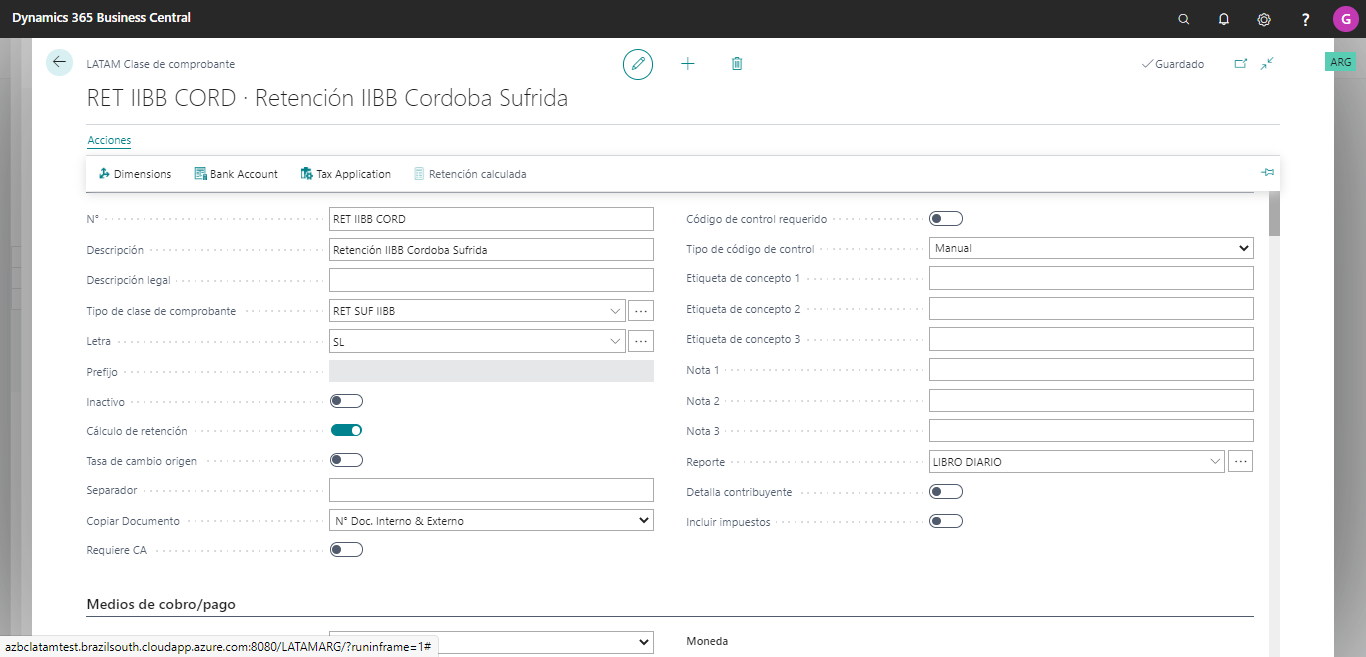 Dynamics 365 Business Central
?
G
LATAM Clase de comprobante
Guardado
ARG
RET IIBB CORD · Retención IIBB Cordoba Sufrida
Acciones
Dimensions
Bank Account
Tax Application
Retención calculada
N°
RET IIBB CORD
Descripción
Retención IIBB Cordoba Sufrida
Descripción legal
Tipo de clase de comprobante
RET SUF IIBB
Letra
SL
Prefijo
Inactivo
Cálculo de retención
Tasa de cambio origen
Separador
Copiar Documento
N° Doc. Interno & Externo
Requiere CA
Código de control requerido
Tipo de código de control
Manual
Etiqueta de concepto 1
Etiqueta de concepto 2
Etiqueta de concepto 3
Nota 1
Nota 2
Nota 3
Reporte
LIBRO DIARIO
Detalla contribuyente
Incluir impuestos
Medios de cobro/pago
Moneda
azbclatamtest.brazilsouth.cloudapp.azure.com:8080/LATAMARG/?runinframe=1#